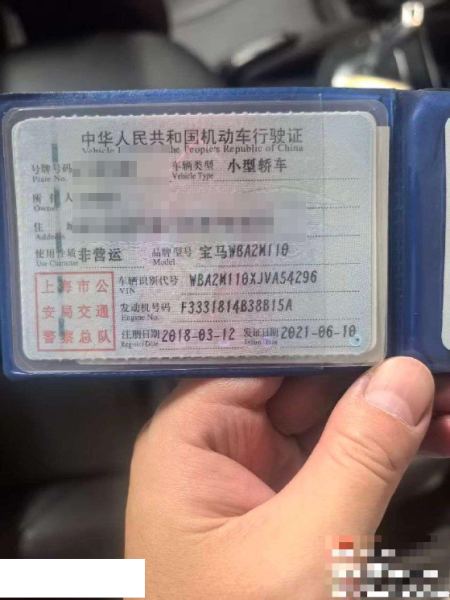 中华人民共和国机动车行驶证
Vehicle the People's Republic of China
号牌号码 车辆类型 小型轿车
Plate No. Vehicle Type
所有人
Owner
住
Address
使用性质 非营运 品牌型号 宝马WBA2M110
Use Character Model
上海市公安局交通警察总队
车辆识别代号 WBA2M110XJVA54296
VIN
发动机号码 F3331814B38B15A
Engine No.
注册日期 2018-03-12 发证日期 2021-06-10
Register Date Issue Date